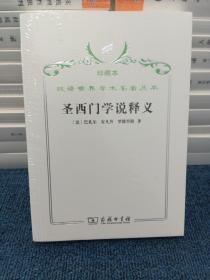 珍藏本
汉译世界学术名著丛书
圣西门学说释义
〔法〕巴扎尔 安凡丹 罗德里格 著
商务印书馆